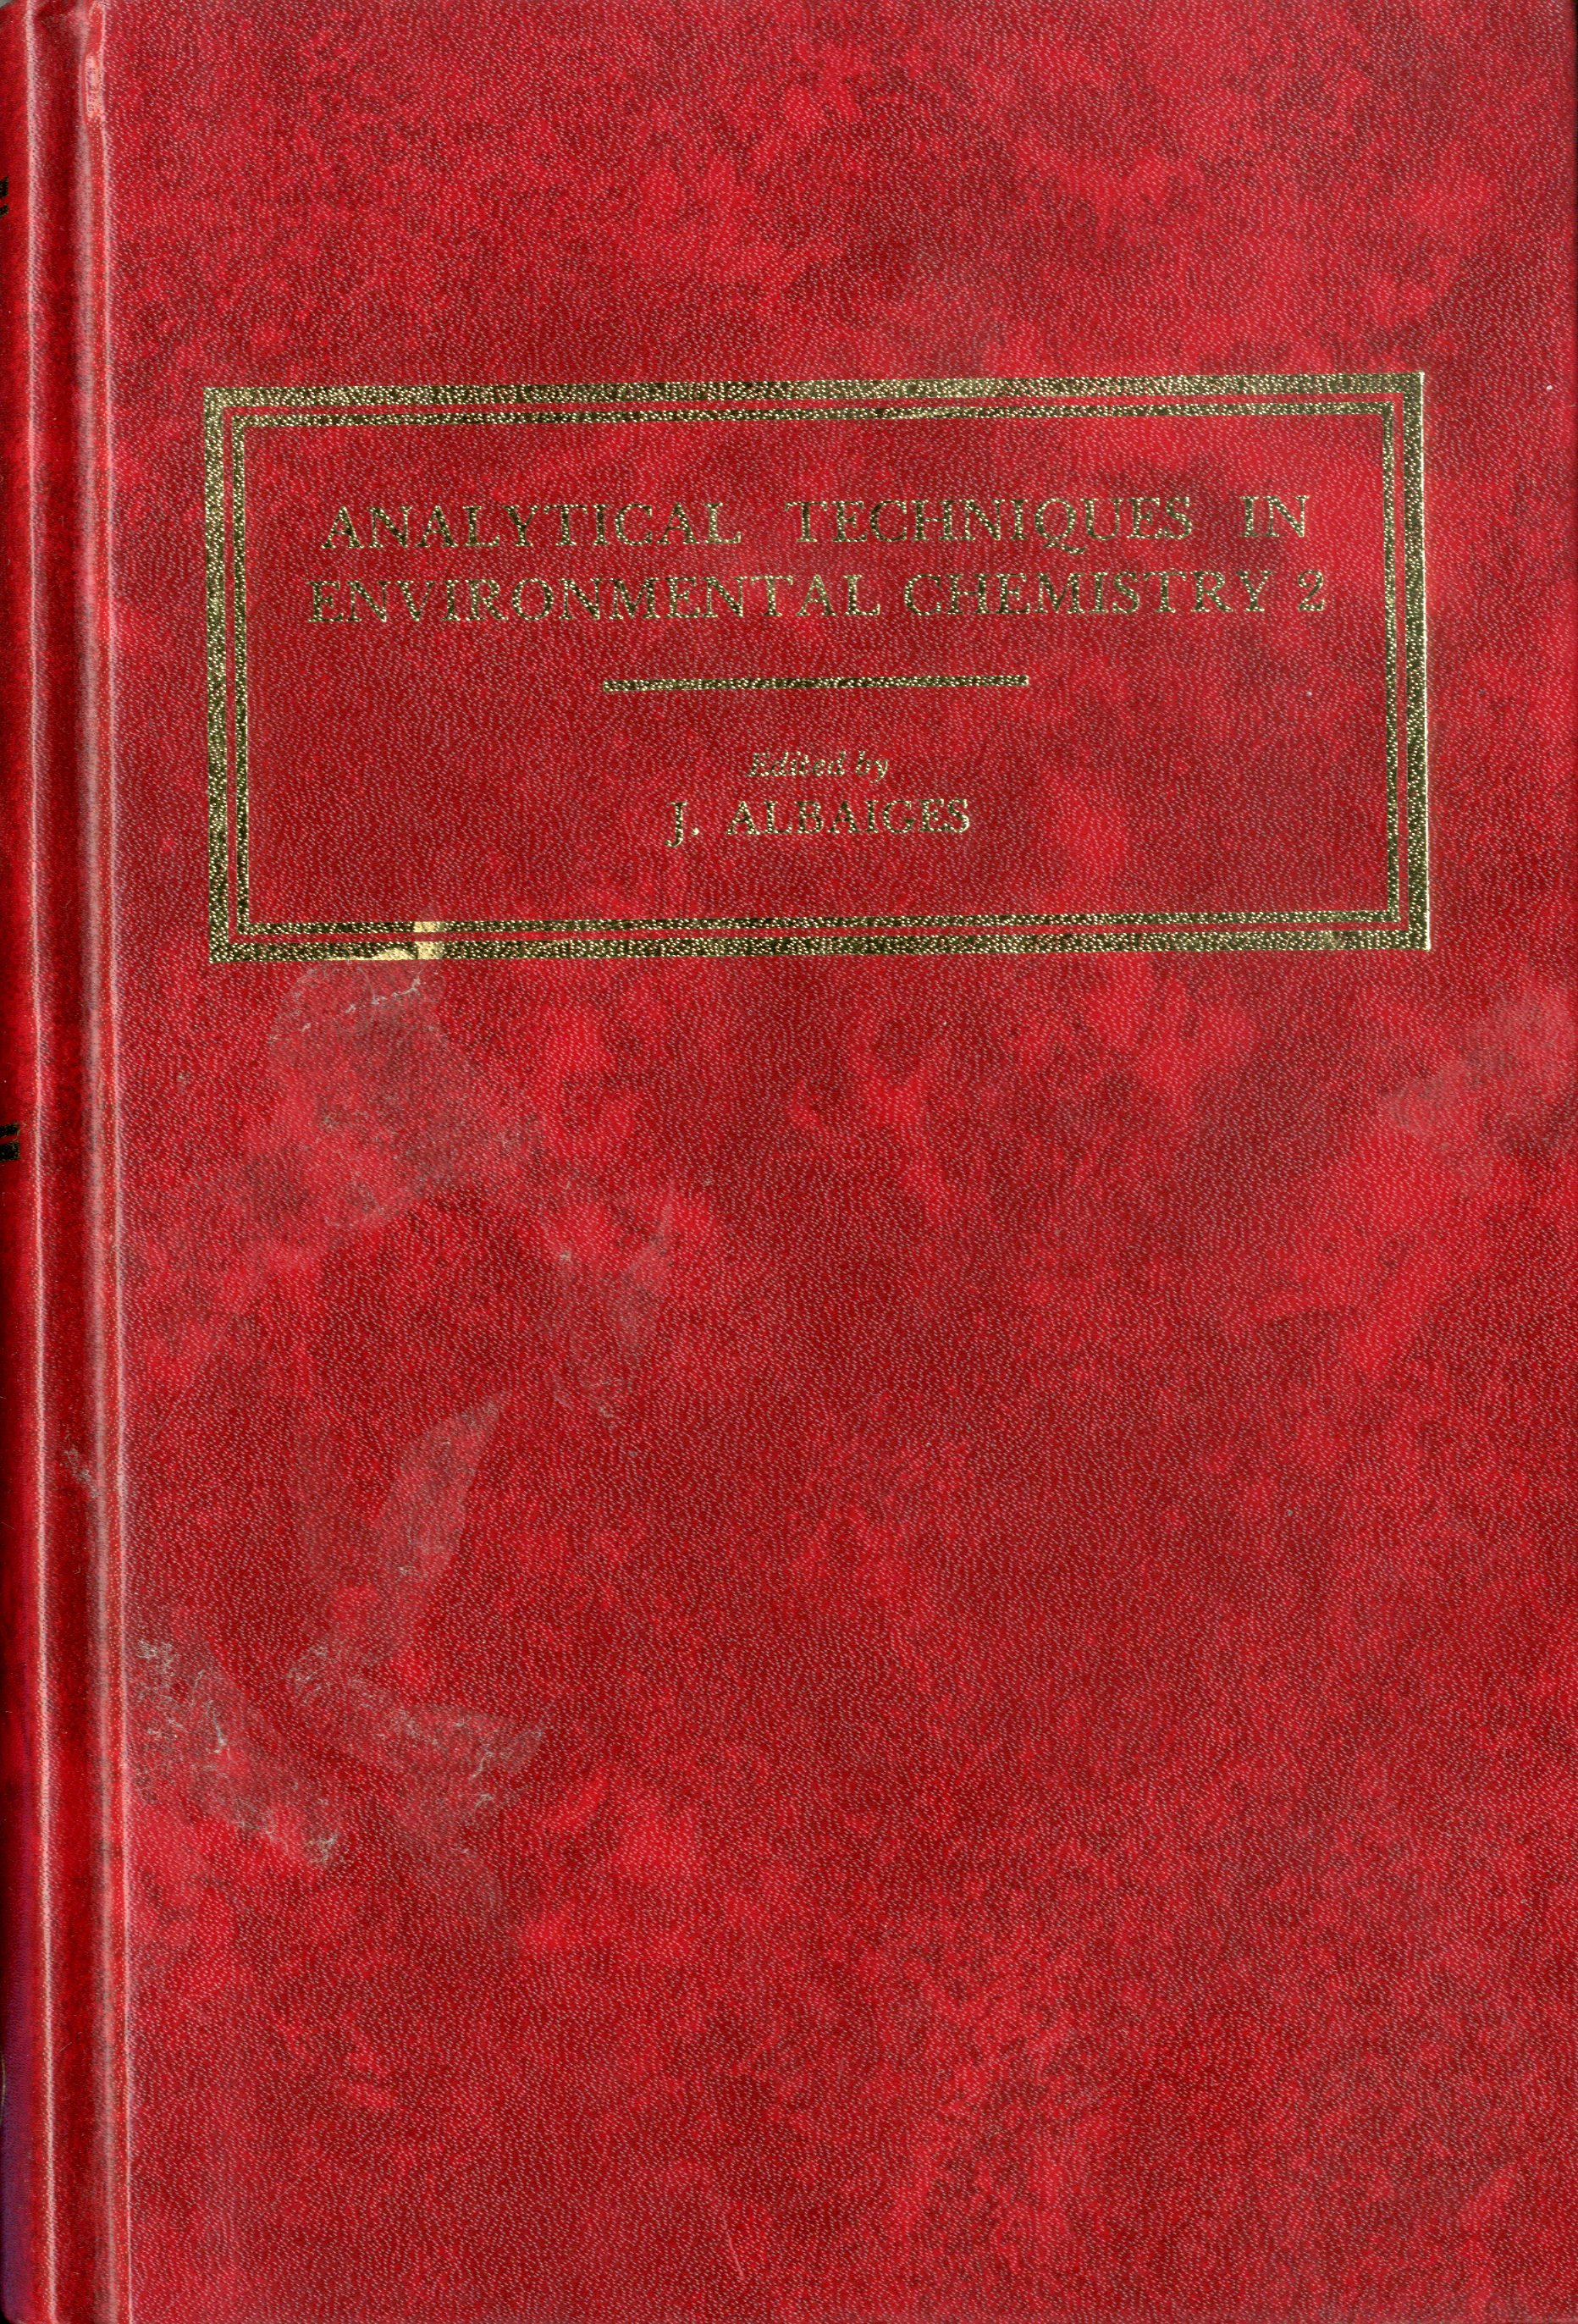 ANALYTICAL TECHNIQUES IN
ENVIRONMENTAL CHEMISTRY 2
Edited by
J. ALBAIGES